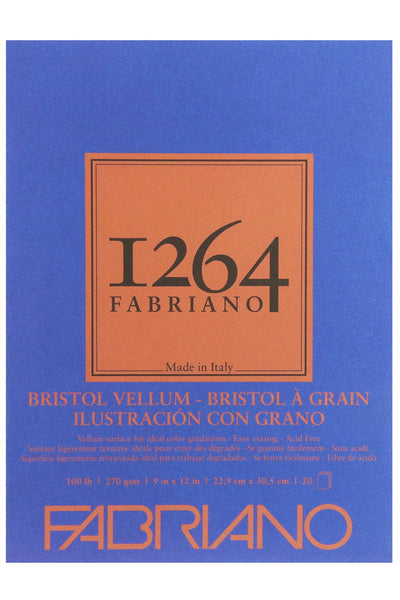 1264
FABRIANO
Made in Italy
BRISTOL VELLUM - BRISTOL À GRAIN
ILUSTRACIÓN CON GRANO
Vellum surface for ideal color gradations - Easy erasing - Acid Free
Surface légèrement texturée idéale pour créer des dégradés - Se gomme facilement - Sans acide
Superficie ligeramente texturizada ideal para trabajar degradados - Se borra fácilmente - Libre de ácido
100 lb | 270 gsm | 9 in x 12 in | 22,9 cm x 30,5 cm | 20
FABRIANO